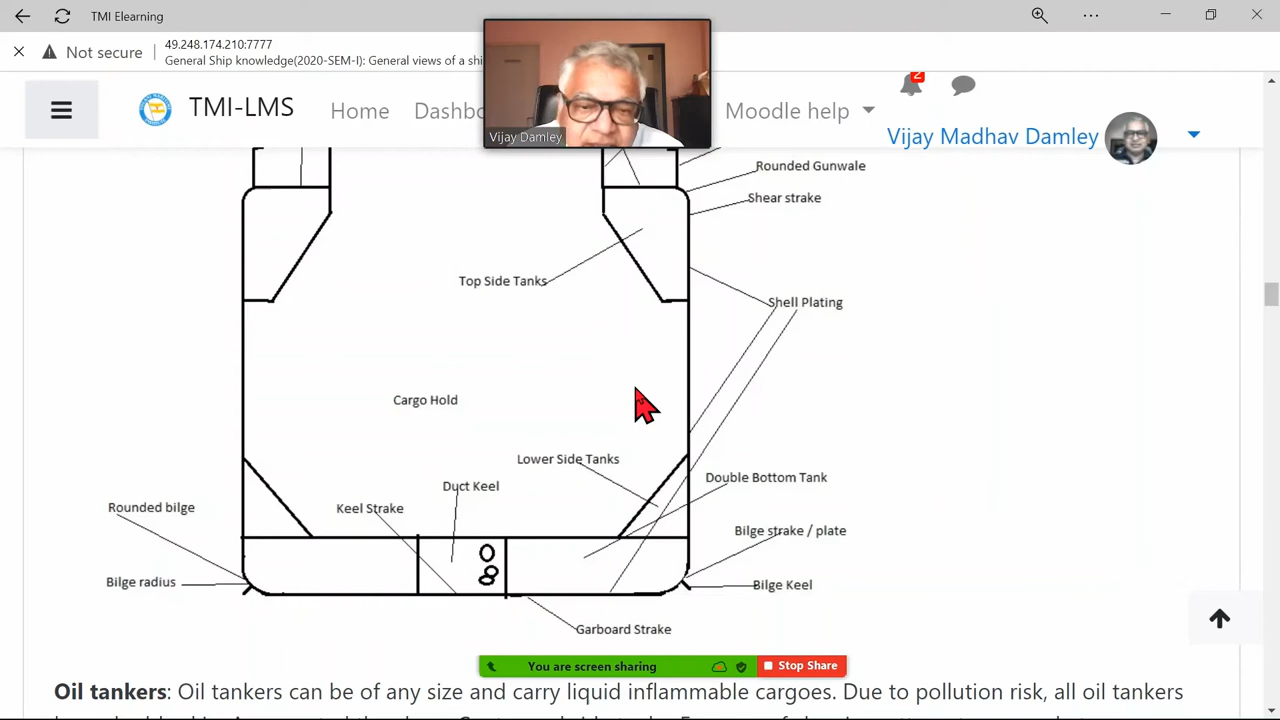 TMI Elearning
Not secure
49.248.174.210:7777
General Ship knowledge(2020-SEM-I): General views of a shi
TMI-LMS
Home
Dashbo
Moodle help
2
Vijay Madhav Damley
Vijay Damley
Rounded Gunwale
Shear strake
Top Side Tanks
Shell Plating
Cargo Hold
Lower Side Tanks
Duct Keel
Double Bottom Tank
Rounded bilge
Keel Strake
Bilge strake / plate
Bilge radius
Bilge Keel
Garboard Strake
You are screen sharing
Stop Share
Oil tankers: Oil tankers can be of any size and carry liquid inflammable cargoes. Due to pollution risk, all oil tankers